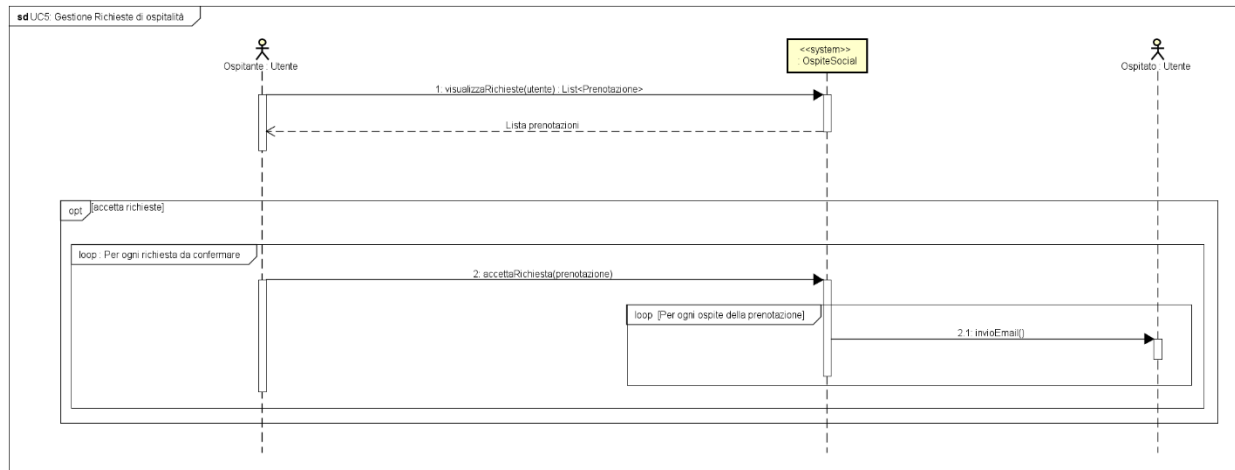 sd UC5: Gestione Richieste di ospitalità
Ospitante : Utente
<<system>>
: OspiteSocial
Ospitato : Utente
1: visualizzaRichieste(utente) : List<Prenotazione>
Lista prenotazioni
opt [accetta richieste]
loop : Per ogni richiesta da confermare
2: accettaRichiesta(prenotazione)
loop [Per ogni ospite della prenotazione]
2.1: invioEmail()